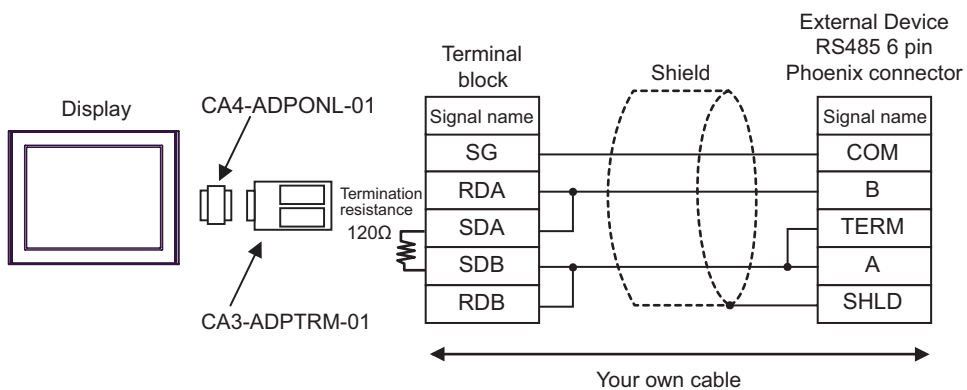 External Device
RS485 6 pin
Phoenix connector
Terminal
block
Shield
Display
CA4-ADPONL-01
Signal name
Signal name
SG
COM
RDA
B
Termination
resistance
120Ω
SDA
TERM
SDB
A
RDB
SHLD
CA3-ADPTRM-01
Your own cable